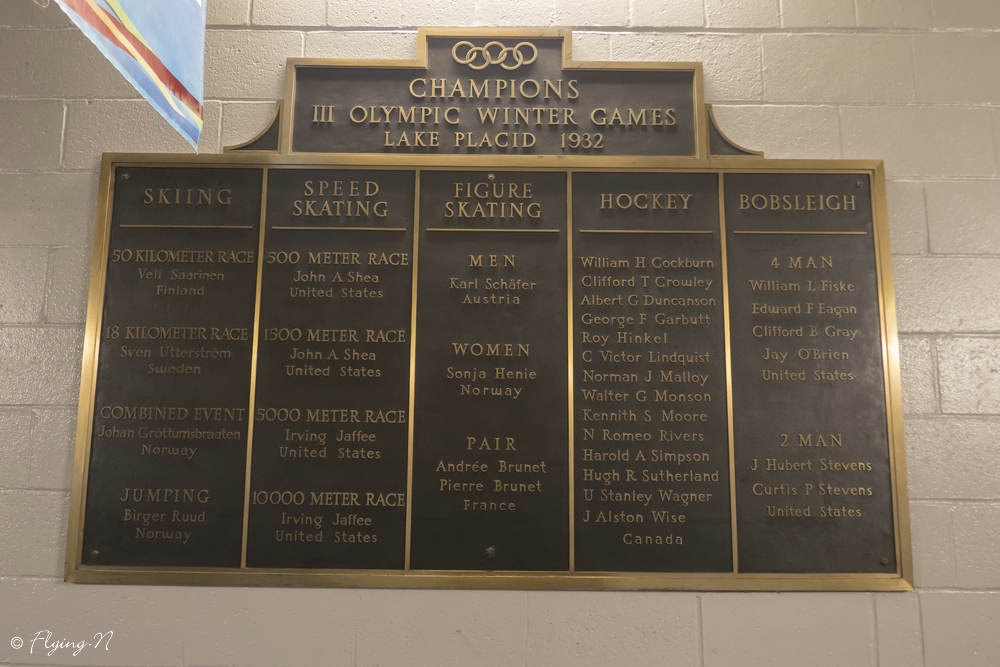 CHAMPIONS
III OLYMPIC WINTER GAMES
LAKE PLACID 1932
SKIING
50 KILOMETER RACE
Veli Saarinen
Finland
18 KILOMETER RACE
Sven Utterström
Sweden
COMBINED EVENT
Johan Gröttumsbraaten
Norway
JUMPING
Birger Ruud
Norway
SPEED
SKATING
500 METER RACE
John A Shea
United States
1500 METER RACE
John A Shea
United States
5000 METER RACE
Irving Jaffee
United States
10000 METER RACE
Irving Jaffee
United States
FIGURE
SKATING
MEN
Karl Schäfer
Austria
WOMEN
Sonja Henie
Norway
PAIR
Andrée Brunet
Pierre Brunet
France
HOCKEY
William H Cockburn
Clifford T Crowley
Albert G Duncanson
George F Garbutt
Roy Hinkel
C Victor Lindquist
Norman J Malloy
Walter G Monson
Kennith S Moore
N Romeo Rivers
Harold A Simpson
Hugh R Sutherland
U Stanley Wagner
J Alston Wise
Canada
BOBSLEIGH
4 MAN
William L Fiske
Edward F Eagan
Clifford B Gray
Jay O'Brien
United States
2 MAN
J Hubert Stevens
Curtis P Stevens
United States
© Flying-N